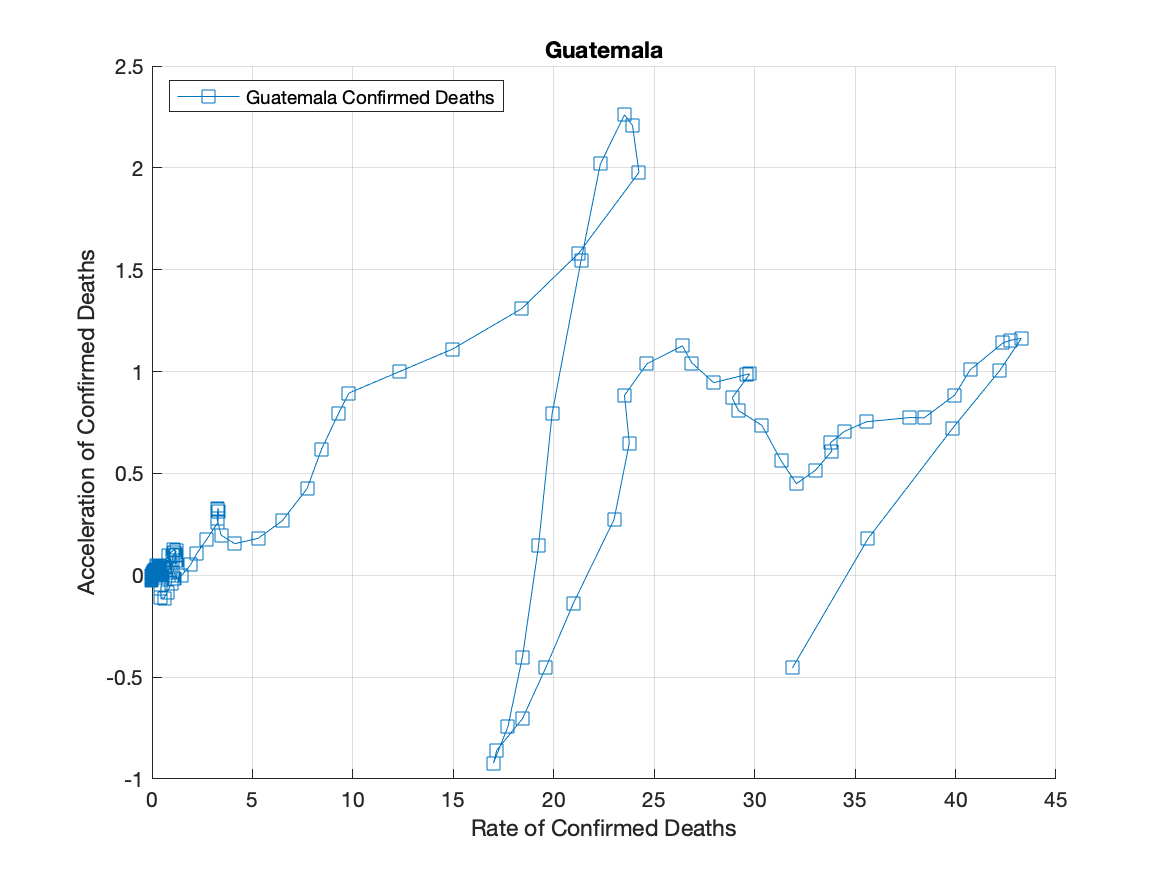 Guatemala
2.5
Guatemala Confirmed Deaths
2
1.5
1
0.5
0
-0.5
-1
Acceleration of Confirmed Deaths
0 5 10 15 20 25 30 35 40 45
Rate of Confirmed Deaths